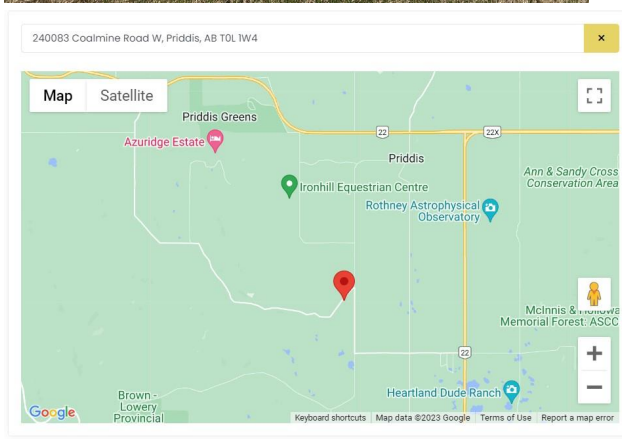 240083 Coalmine Road W, Priddis, AB T0L 1W4
×
Map
Satellite
Priddis Greens
Azuridge Estate
22
22X
Priddis
Ann & Sandy Cross
Conservation Area
Ironhill Equestrian Centre
Rothney Astrophysical
Observatory
McInnis & Hollowa
Memorial Forest: ASCC
22
+
Heartland Dude Ranch
−
Brown -
Lowery
Provincial
Google
Keyboard shortcuts
Map data ©2023 Google
Terms of Use
Report a map error